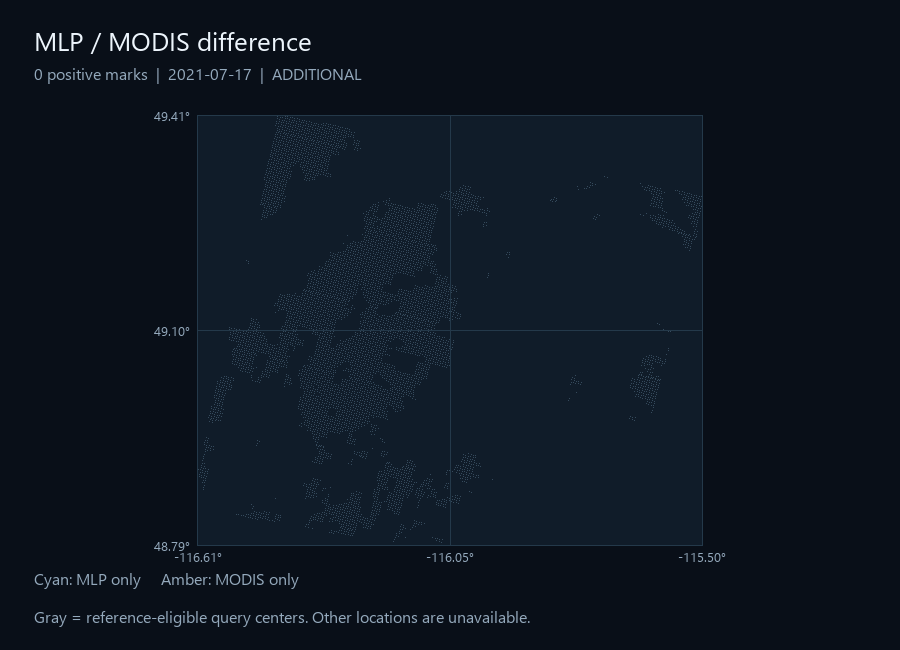 MLP / MODIS difference
0 positive marks | 2021-07-17 | ADDITIONAL
49.41°
49.10°
48.79°
-116.61°
-116.05°
-115.50°
Cyan: MLP only Amber: MODIS only
Gray = reference-eligible query centers. Other locations are unavailable.